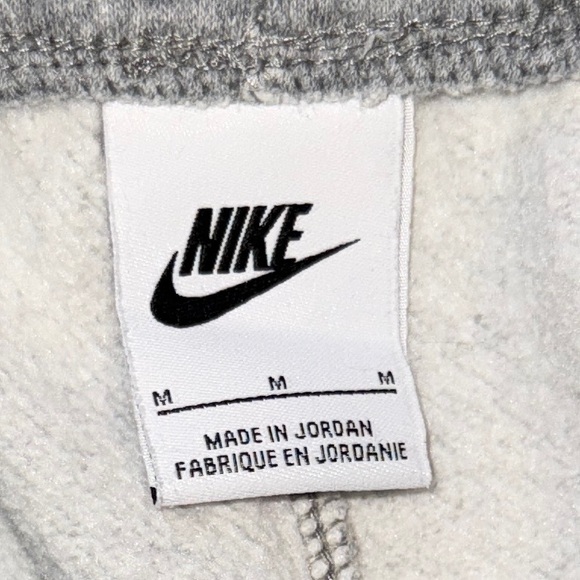 NIKE
M M M
MADE IN JORDAN
FABRIQUE EN JORDANIE